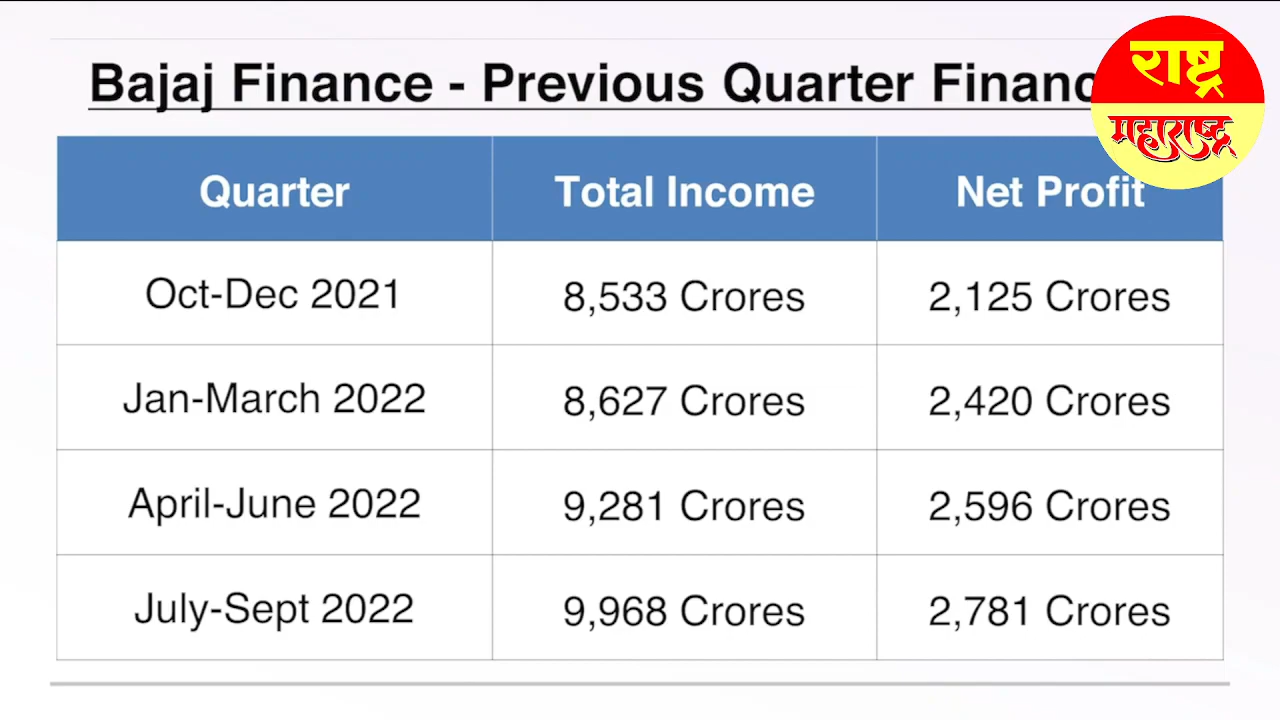 Bajaj Finance - Previous Quarter
राष्ट्र
महाराष्ट्र
Quarter Total Income Net Profit
Oct-Dec 2021 8,533 Crores 2,125 Crores
Jan-March 2022 8,627 Crores 2,420 Crores
April-June 2022 9,281 Crores 2,596 Crores
July-Sept 2022 9,968 Crores 2,781 Crores